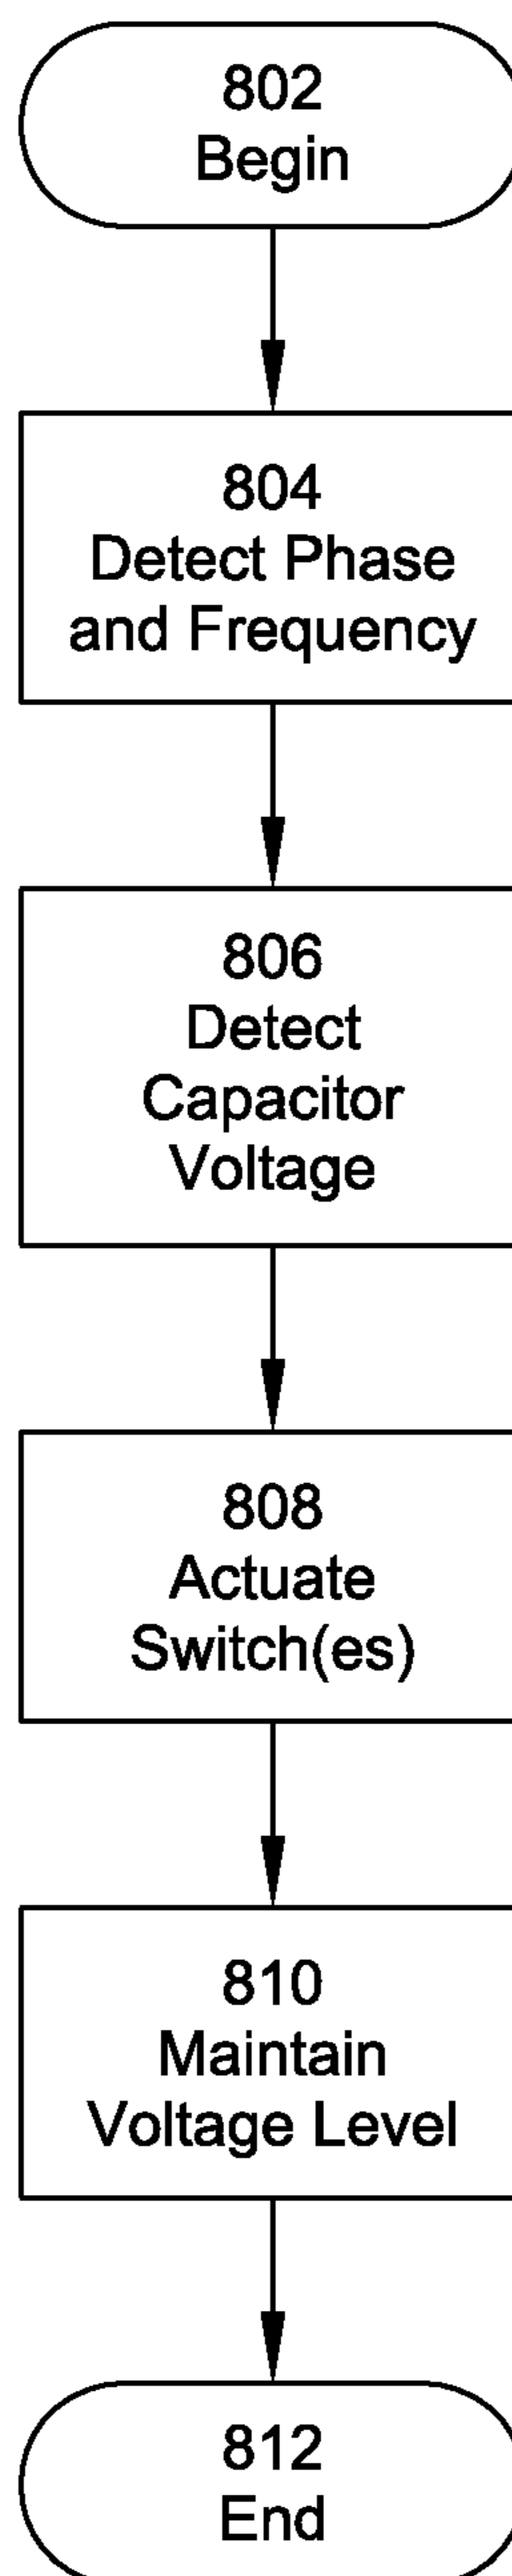 802
Begin
804
Detect Phase
and Frequency
806
Detect
Capacitor
Voltage
808
Actuate
Switch(es)
810
Maintain
Voltage Level
812
End